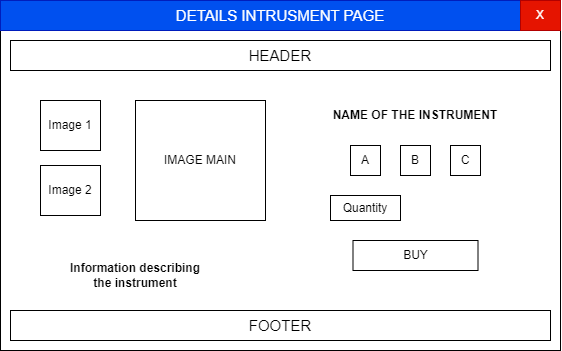 DETAILS INTRUSMENT PAGE
X
HEADER
Image 1
Image 2
IMAGE MAIN
NAME OF THE INSTRUMENT
A
B
C
Quantity
BUY
Information describing
the instrument
FOOTER